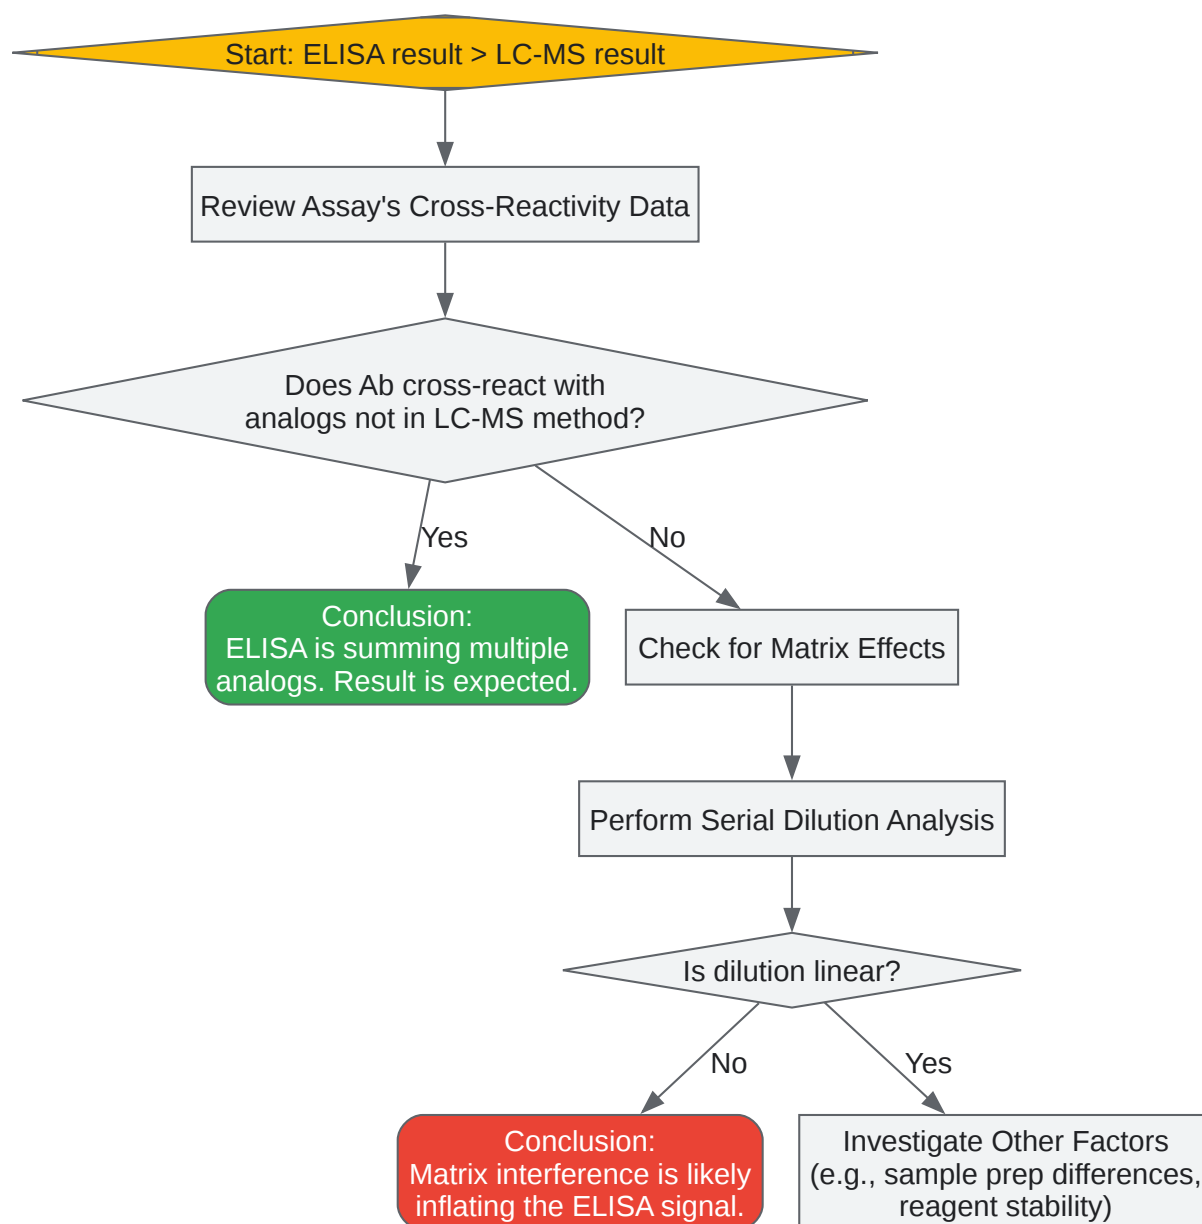 Start: ELISA result > LC-MS result
Review Assay's Cross-Reactivity Data
Does Ab cross-react with
analogs not in LC-MS method?
Yes
No
Conclusion:
ELISA is summing multiple
analogs. Result is expected.
Check for Matrix Effects
Perform Serial Dilution Analysis
Is dilution linear?
No
Yes
Conclusion:
Matrix interference is likely
inflating the ELISA signal.
Investigate Other Factors
(e.g., sample prep differences,
reagent stability)